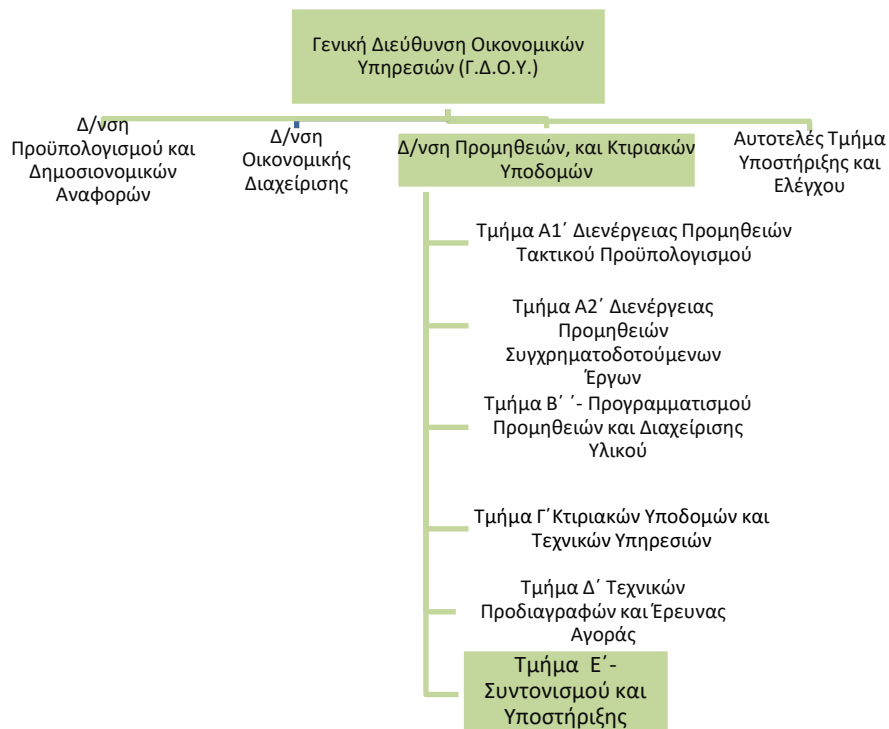 Γενική Διεύθυνση Οικονομικών
Υπηρεσιών (Γ.Δ.Ο.Υ.)
Δ/νση
Προϋπολογισμού και
Δημοσιονομικών
Αναφορών
Δ/νση
Οικονομικής
Διαχείρισης
Δ/νση Προμηθειών, και Κτιριακών
Υποδομών
Αυτοτελές Τμήμα
Υποστήριξης και
Ελέγχου
Τμήμα Α1΄ Διενέργειας Προμηθειών
Τακτικού Προϋπολογισμού
Τμήμα Α2΄ Διενέργειας
Προμηθειών
Συγχρηματοδοτούμενων
Έργων
Τμήμα Β΄ ΄- Προγραμματισμού
Προμηθειών και Διαχείρισης
Υλικού
Τμήμα Γ΄Κτιριακών Υποδομών και
Τεχνικών Υπηρεσιών
Τμήμα Δ΄ Τεχνικών
Προδιαγραφών και Έρευνας
Αγοράς
Τμήμα Ε΄-
Συντονισμού και
Υποστήριξης